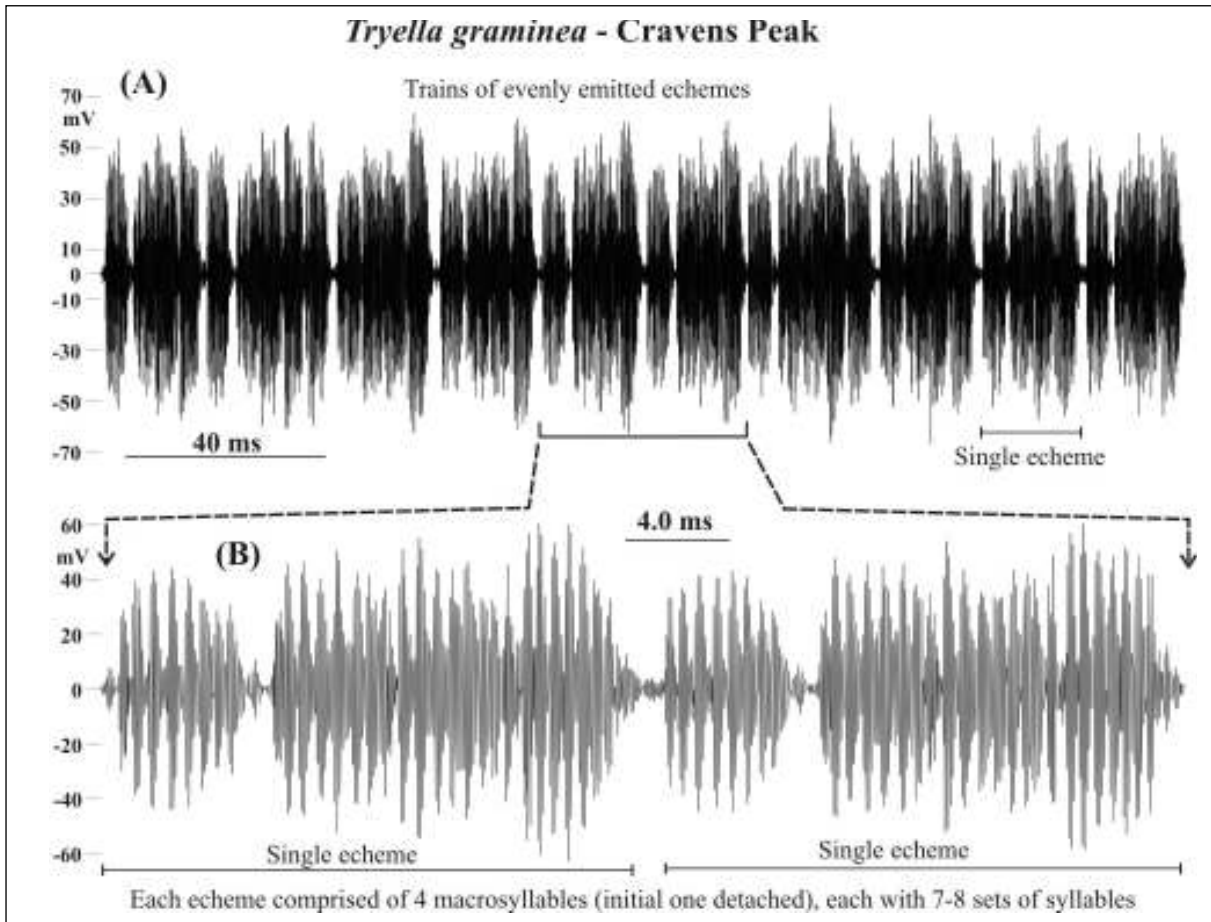 Tryella graminea - Cravens Peak
(A)
Trains of evenly emitted echemes
70
mV
50
30
10
0
-10
-30
-50
-70
40 ms
Single echeme
4.0 ms
(B)
60
mV
40
20
0
-20
-40
-60
Single echeme
Single echeme
Each echeme comprised of 4 macrosyllables (initial one detached), each with 7-8 sets of syllables